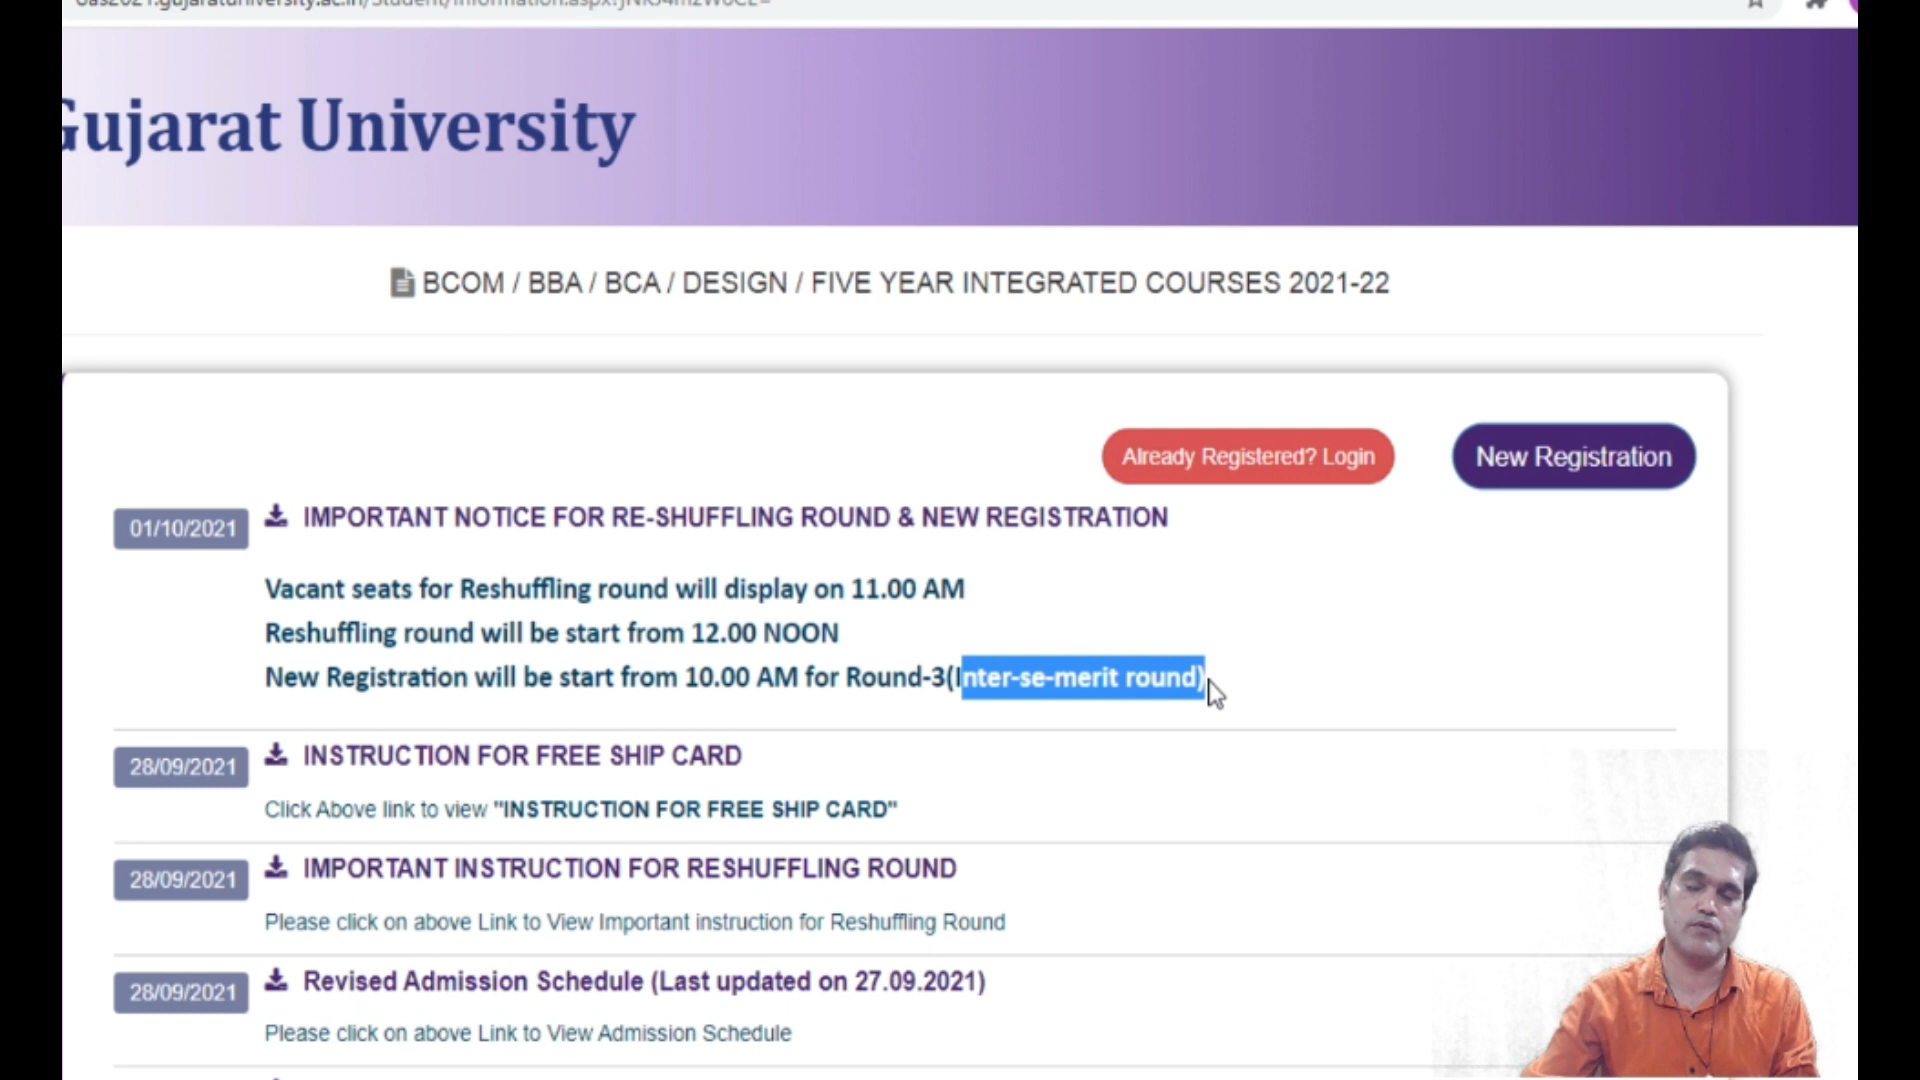 Gujarat University
BCOM / BBA / BCA / DESIGN / FIVE YEAR INTEGRATED COURSES 2021-22
Already Registered? Login
New Registration
01/10/2021
IMPORTANT NOTICE FOR RE-SHUFFLING ROUND & NEW REGISTRATION
Vacant seats for Reshuffling round will display on 11.00 AM
Reshuffling round will be start from 12.00 NOON
New Registration will be start from 10.00 AM for Round-3(Inter-se-merit round)
28/09/2021
INSTRUCTION FOR FREE SHIP CARD
Click Above link to view "INSTRUCTION FOR FREE SHIP CARD"
28/09/2021
IMPORTANT INSTRUCTION FOR RESHUFFLING ROUND
Please click on above Link to View Important instruction for Reshuffling Round
28/09/2021
Revised Admission Schedule (Last updated on 27.09.2021)
Please click on above Link to View Admission Schedule